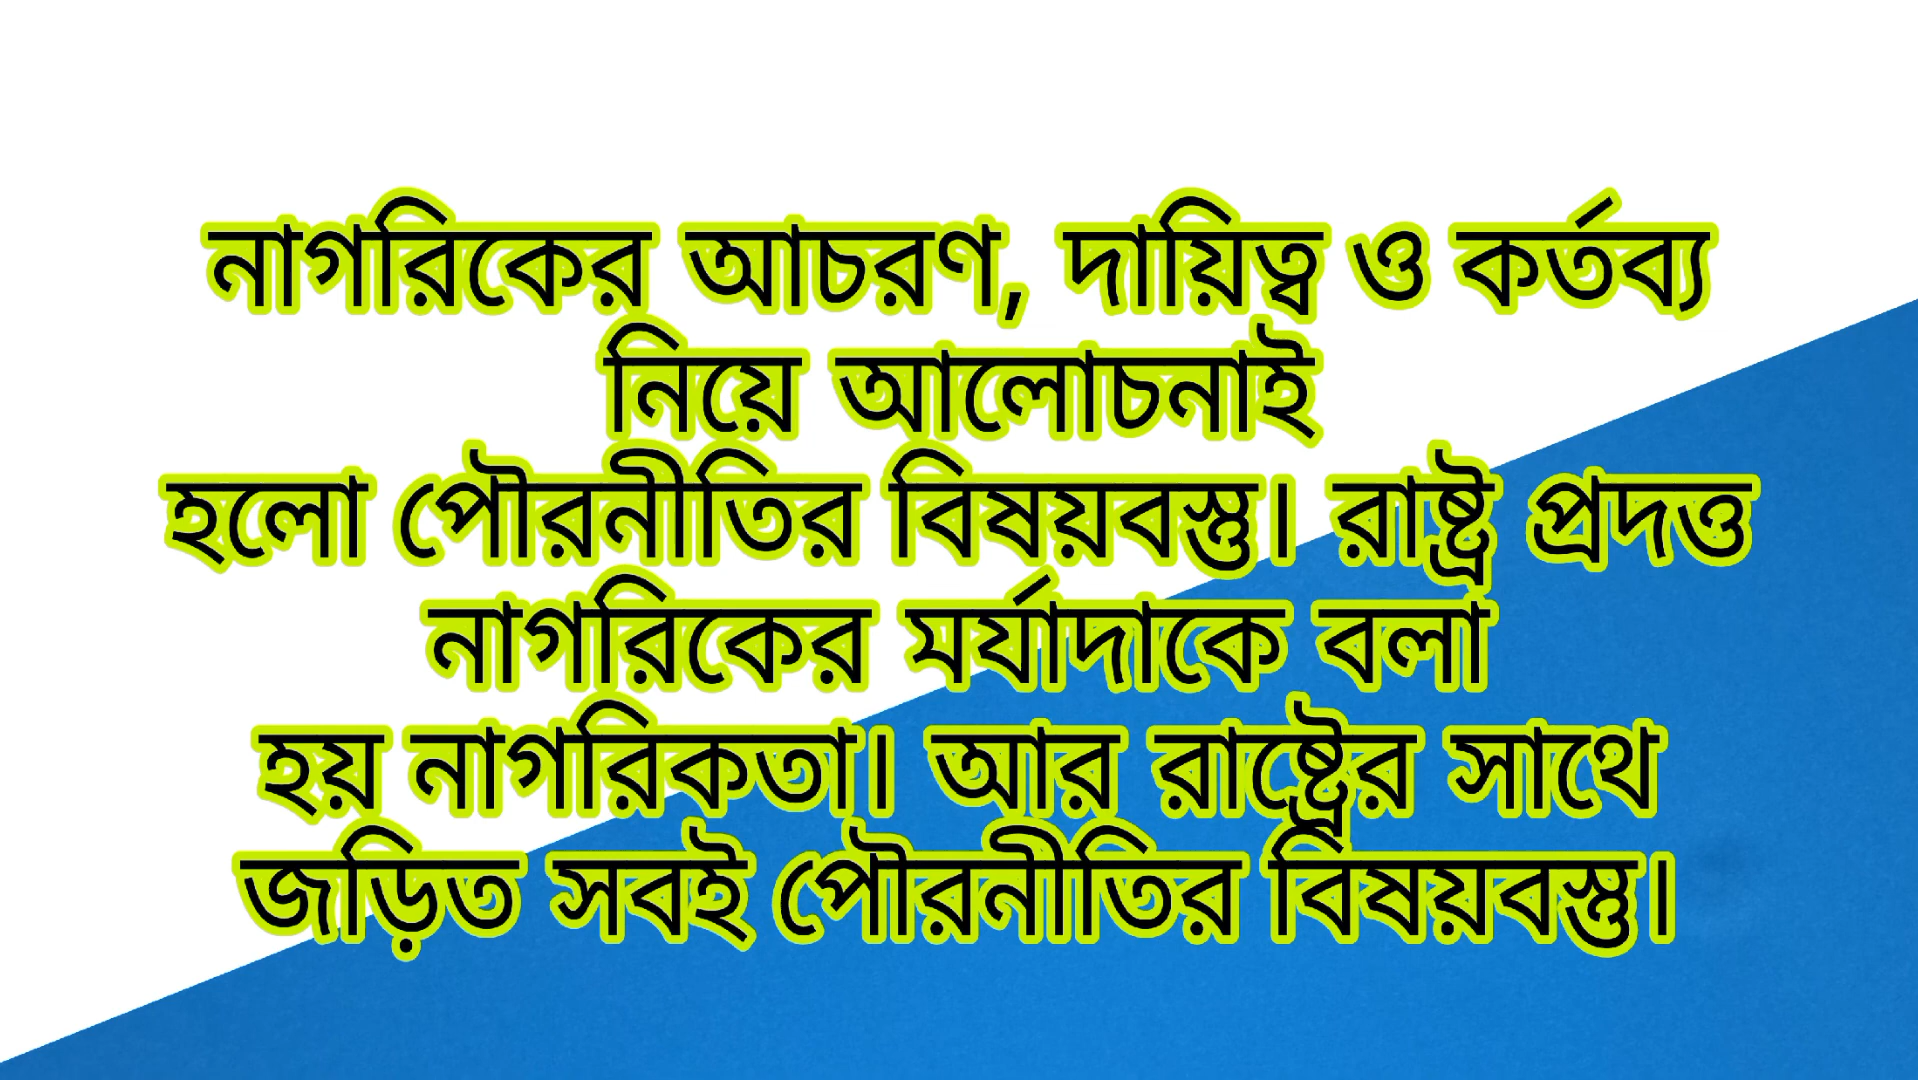 নাগরিকের আচরণ, দায়িত্ব ও কর্তব্য
নিয়ে আলোচনাই
হলো পৌরনীতির বিষয়বস্তু। রাষ্ট্র প্রদত্ত
নাগরিকের মর্যাদাকে বলা
হয় নাগরিকতা। আর রাষ্ট্রের সাথে
জড়িত সবই পৌরনীতির বিষয়বস্তু।